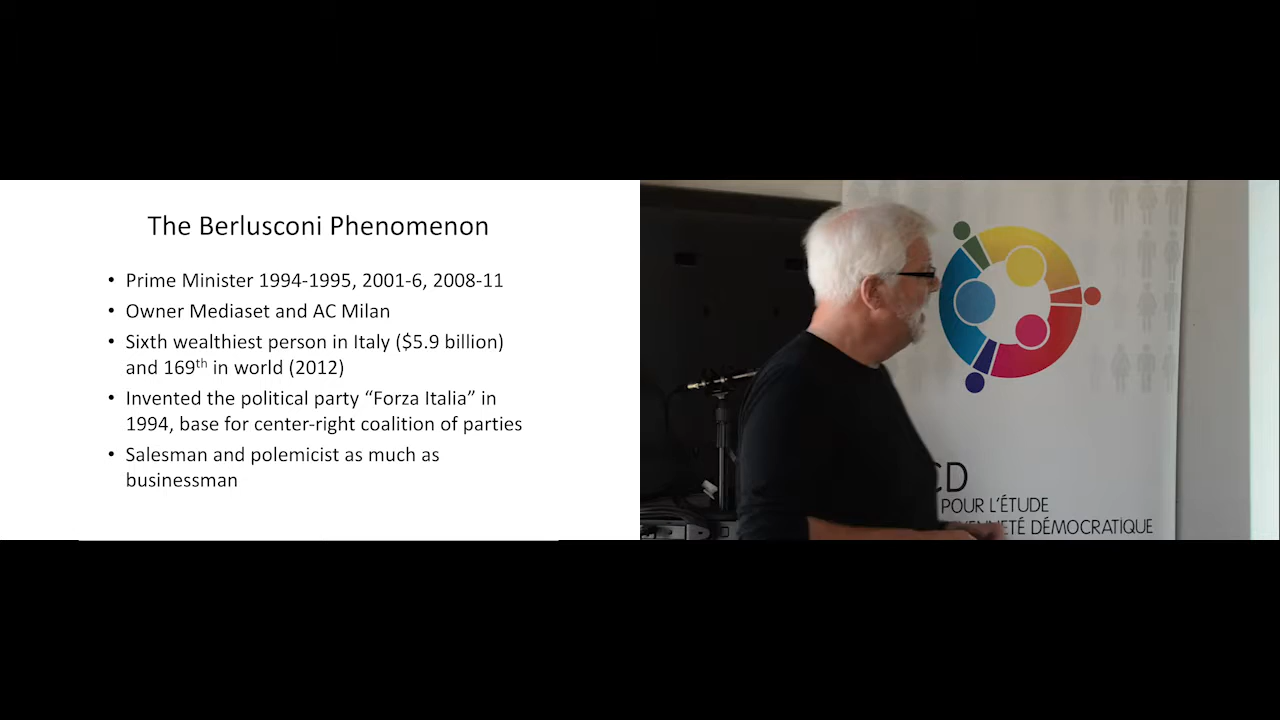 The Berlusconi Phenomenon
• Prime Minister 1994-1995, 2001-6, 2008-11
• Owner Mediaset and AC Milan
• Sixth wealthiest person in Italy ($5.9 billion)
and 169th in world (2012)
• Invented the political party “Forza Italia” in
1994, base for center-right coalition of parties
• Salesman and polemicist as much as
businessman
CD
POUR L'ÉTUDE
DÉMOCRATIQUE